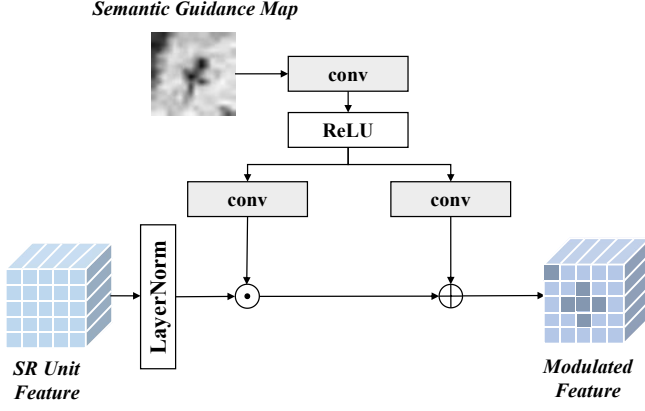 Semantic Guidance Map
conv
ReLU
conv
conv
LayerNorm
SR Unit
Feature
Modulated
Feature